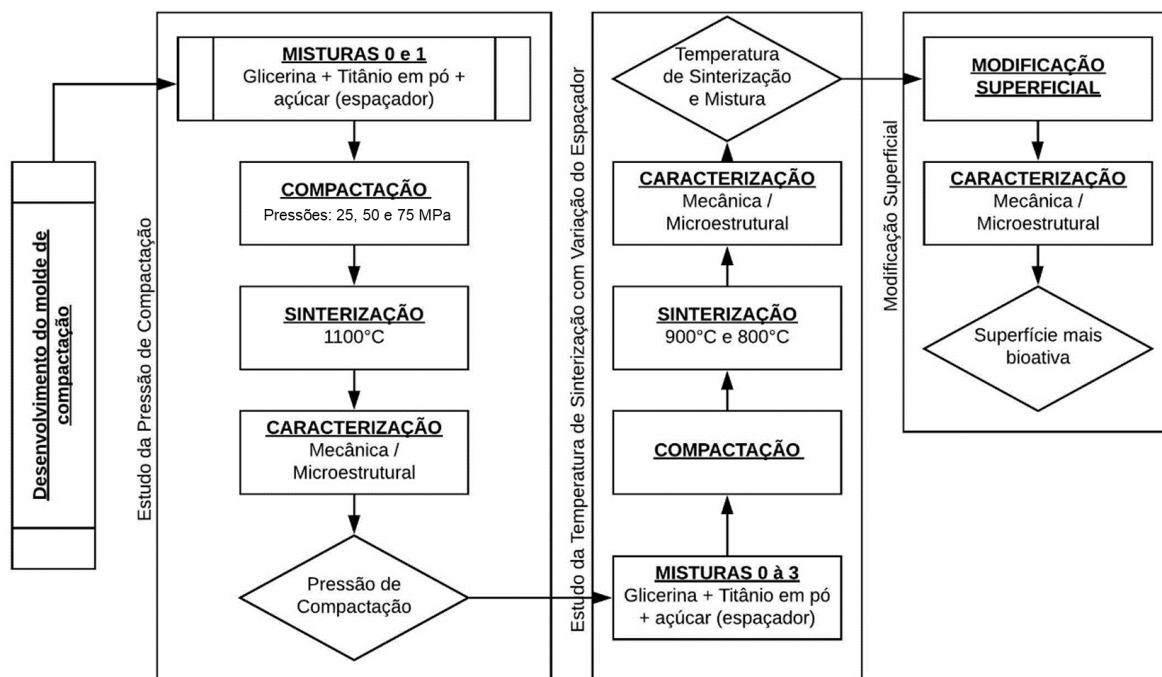 Desenvolvimento do molde de
compactação
Estudo da Pressão de Compactação
MISTURAS 0 e 1
Glicerina + Titânio em pó +
açúcar (espaçador)
COMPACTAÇÃO
Pressões: 25, 50 e 75 MPa
SINTERIZAÇÃO
1100°C
CARACTERIZAÇÃO
Mecânica /
Microestrutural
Pressão de
Compactação
Estudo da Temperatura de Sinterização com Variação do Espaçador
MISTURAS 0 à 3
Glicerina + Titânio em pó
+ açúcar (espaçador)
COMPACTAÇÃO
SINTERIZAÇÃO
900°C e 800°C
CARACTERIZAÇÃO
Mecânica /
Microestrutural
Temperatura
de Sinterização
e Mistura
Modificação Superficial
MODIFICAÇÃO
SUPERFICIAL
CARACTERIZAÇÃO
Mecânica /
Microestrutural
Superfície mais
bioativa